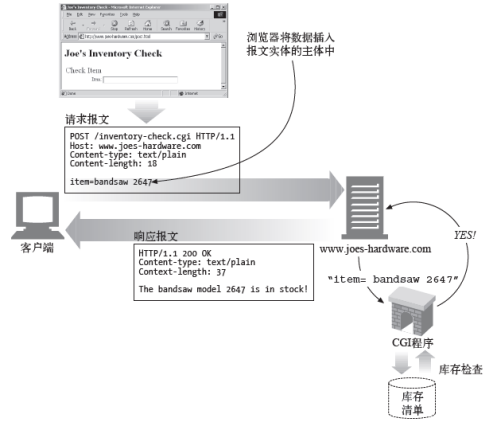 Joe's Inventory Check - Microsoft Internet Explorer
File Edit View Favorites Tools Help
Back Stop Refresh Home Search Favorites History
Joe's Inventory Check
Check Item
Item:
Done
Internet
浏览器将数据插入
报文实体的主体中
请求报文
POST /inventory-check.cgi HTTP/1.1
Host: www.joes-hardware.com
Content-type: text/plain
Content-length: 18
item=bandsaw 2647
客户端
响应报文
HTTP/1.1 200 OK
Content-type: text/plain
Context-length: 37
The bandsaw model 2647 is in stock!
www.joes-hardware.com
YES!
"item= bandsaw 2647"
CGI程序
库存检查
库存
清单